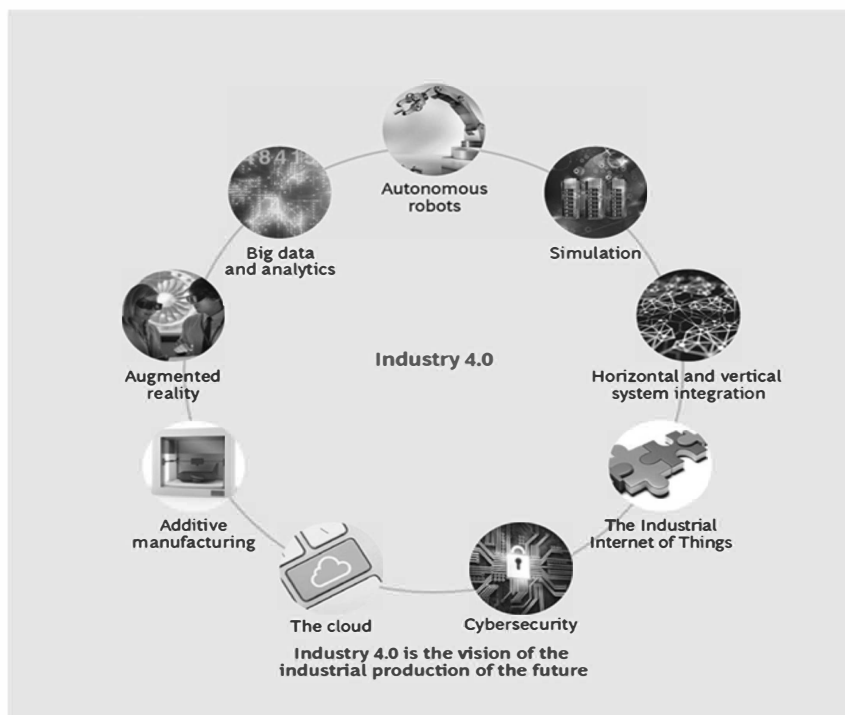 Autonomous
robots
Simulation
Horizontal and vertical
system integration
The Industrial
Internet of Things
Cybersecurity
The cloud
Additive
manufacturing
Augmented
reality
Big data
and analytics
Industry 4.0
Industry 4.0 is the vision of the
industrial production of the future